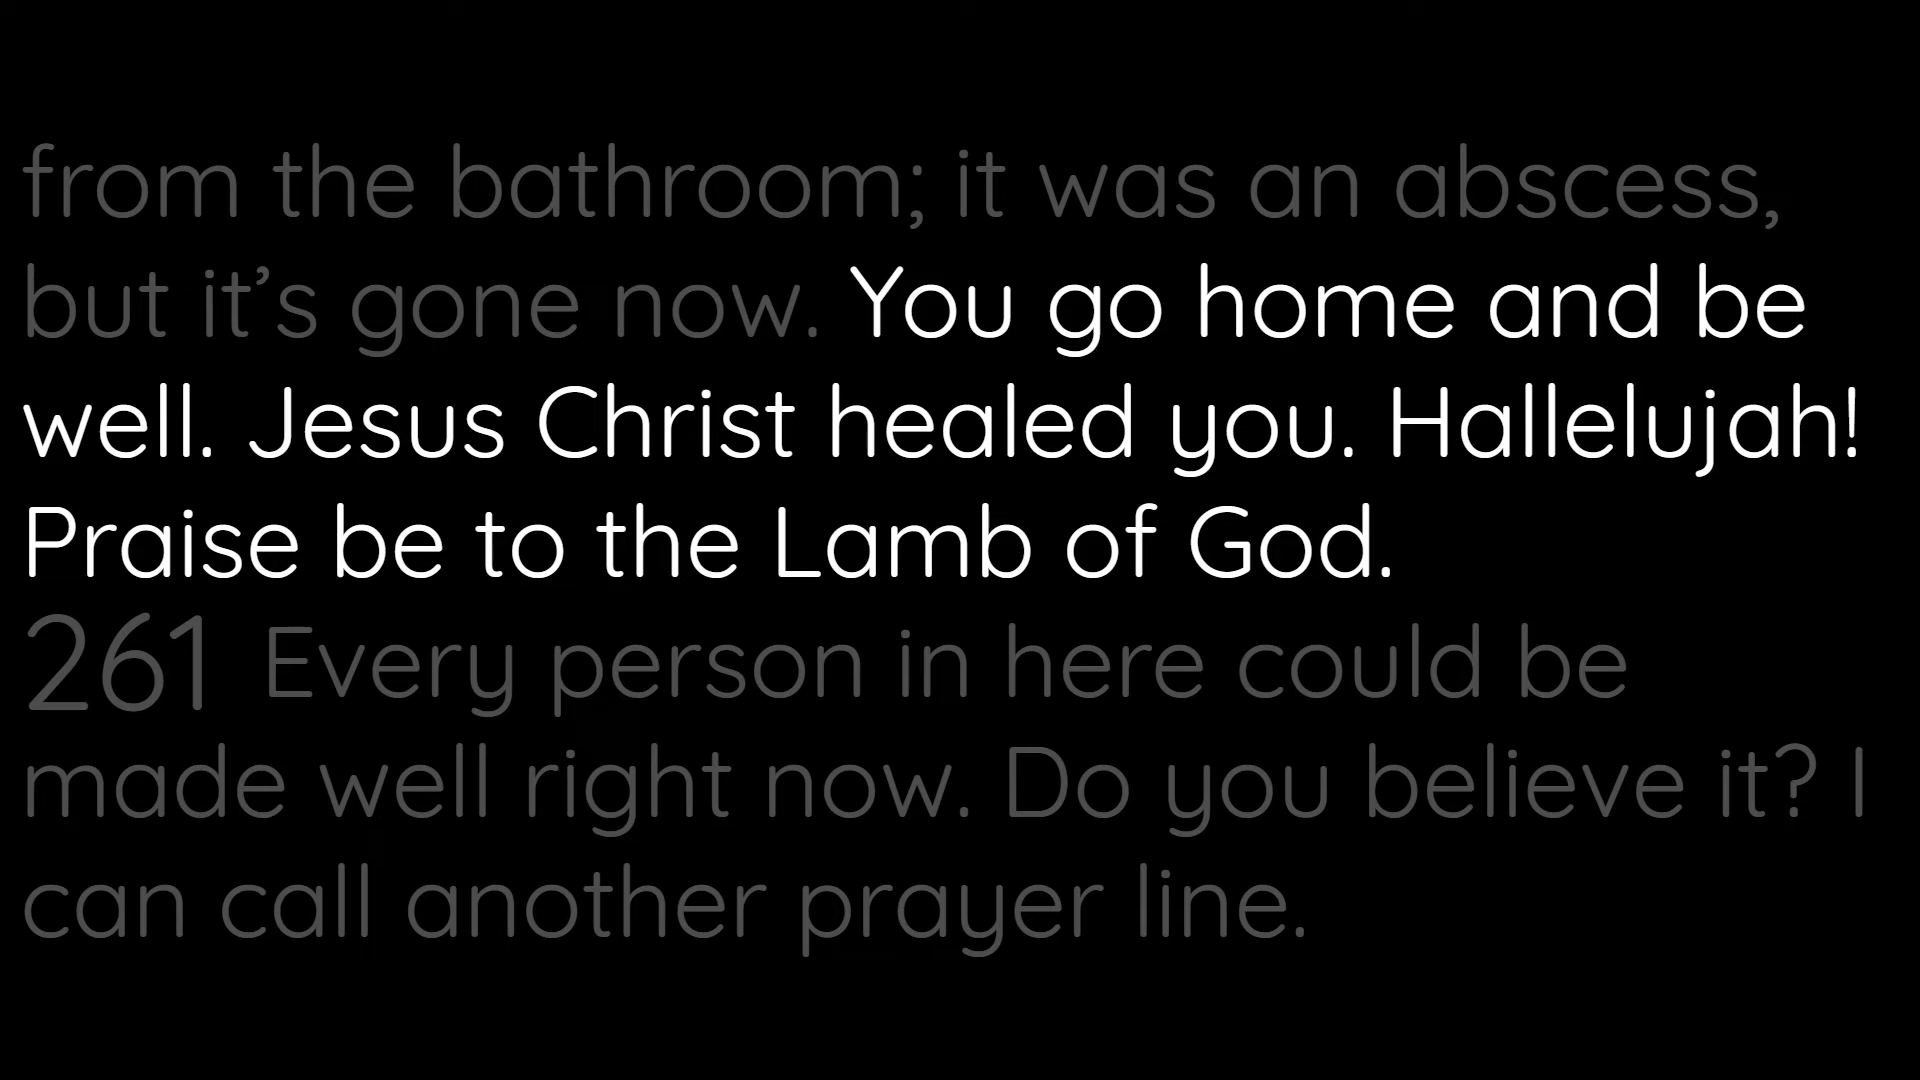 from the bathroom; it was an abscess,
but it’s gone now. You go home and be
well. Jesus Christ healed you. Hallelujah!
Praise be to the Lamb of God.
261 Every person in here could be
made well right now. Do you believe it? I
can call another prayer line.